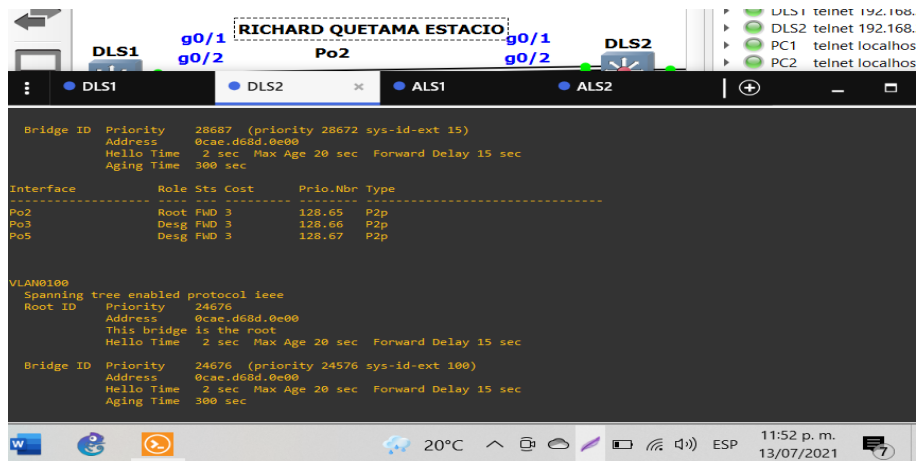 DLS1 telnet 192.168.
RICHARD QUETAMA ESTACIO
g0/1 g0/1
DLS1 Po2 DLS2
g0/2 g0/2
DLS2 telnet 192.168.
PC1 telnet localhos
PC2 telnet localhos
DLS1 DLS2 × ALS1 ALS2
Bridge ID Priority 28687 (priority 28672 sys-id-ext 15)
Address 0cae.d68d.0e00
Hello Time 2 sec Max Age 20 sec Forward Delay 15 sec
Aging Time 300 sec
Interface Role Sts Cost Prio.Nbr Type
------------------- ---- --- --------- -------- --------------------------------
Po2 Root FWD 3 128.65 P2p
Po3 Desg FWD 3 128.66 P2p
Po5 Desg FWD 3 128.67 P2p
VLAN0100
Spanning tree enabled protocol ieee
Root ID Priority 24676
Address 0cae.d68d.0e00
This bridge is the root
Hello Time 2 sec Max Age 20 sec Forward Delay 15 sec
Bridge ID Priority 24676 (priority 24576 sys-id-ext 100)
Address 0cae.d68d.0e00
Hello Time 2 sec Max Age 20 sec Forward Delay 15 sec
Aging Time 300 sec
W 20°C ESP 11:52 p. m.
13/07/2021 7